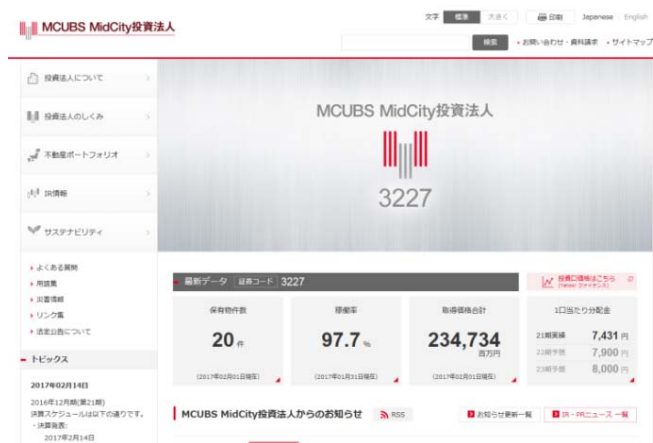 文字 標準 大きく 印刷 Japanese English
MCUBS MidCity投資法人
検索 お問い合わせ・資料請求 サイトマップ
投資法人について
投資法人のしくみ
不動産ポートフォリオ
IR情報
サステナビリティ
よくある質問
用語集
災害情報
リンク集
法定公告について
トピックス
2017年02月14日
2016年12月期(第21期)
決算スケジュールは以下の通りです。
・決算発表:
2017年2月14日
MCUBS MidCity投資法人
3227
最新データ 証券コード 3227
投資口価格はこちら
(Yahoo ファイナンス)
保有物件数
20 件
(2017年02月01日現在)
稼働率
97.7 %
(2017年01月31日現在)
取得価格合計
234,734
百万円
(2017年02月01日現在)
1口当たり分配金
21期実績 7,431 円
22期予想 7,900 円
23期予想 8,000 円
MCUBS MidCity投資法人からのお知らせ RSS お知らせ更新一覧 IR・PRニュース 一覧